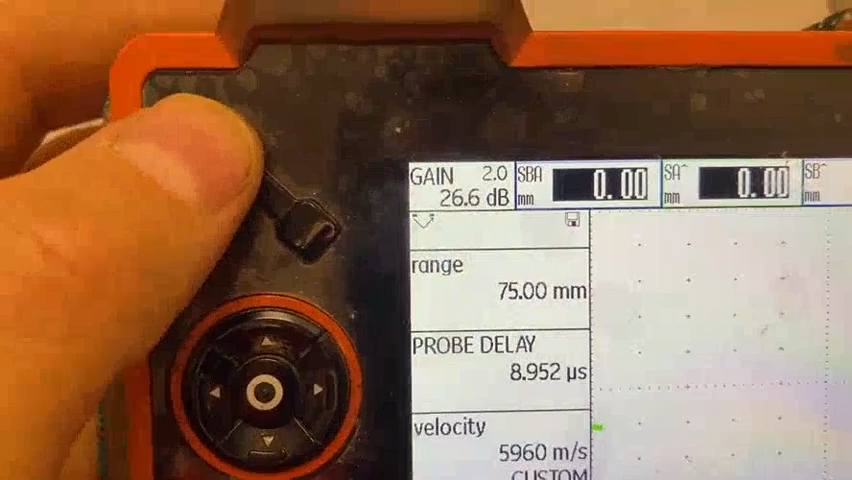 GAIN 2.0
26.6 dB
SBA
mm
0.00
SA^
mm
0.00
SB^
mm
range
75.00 mm
PROBE DELAY
8.952 µs
velocity
5960 m/s
CUSTOM